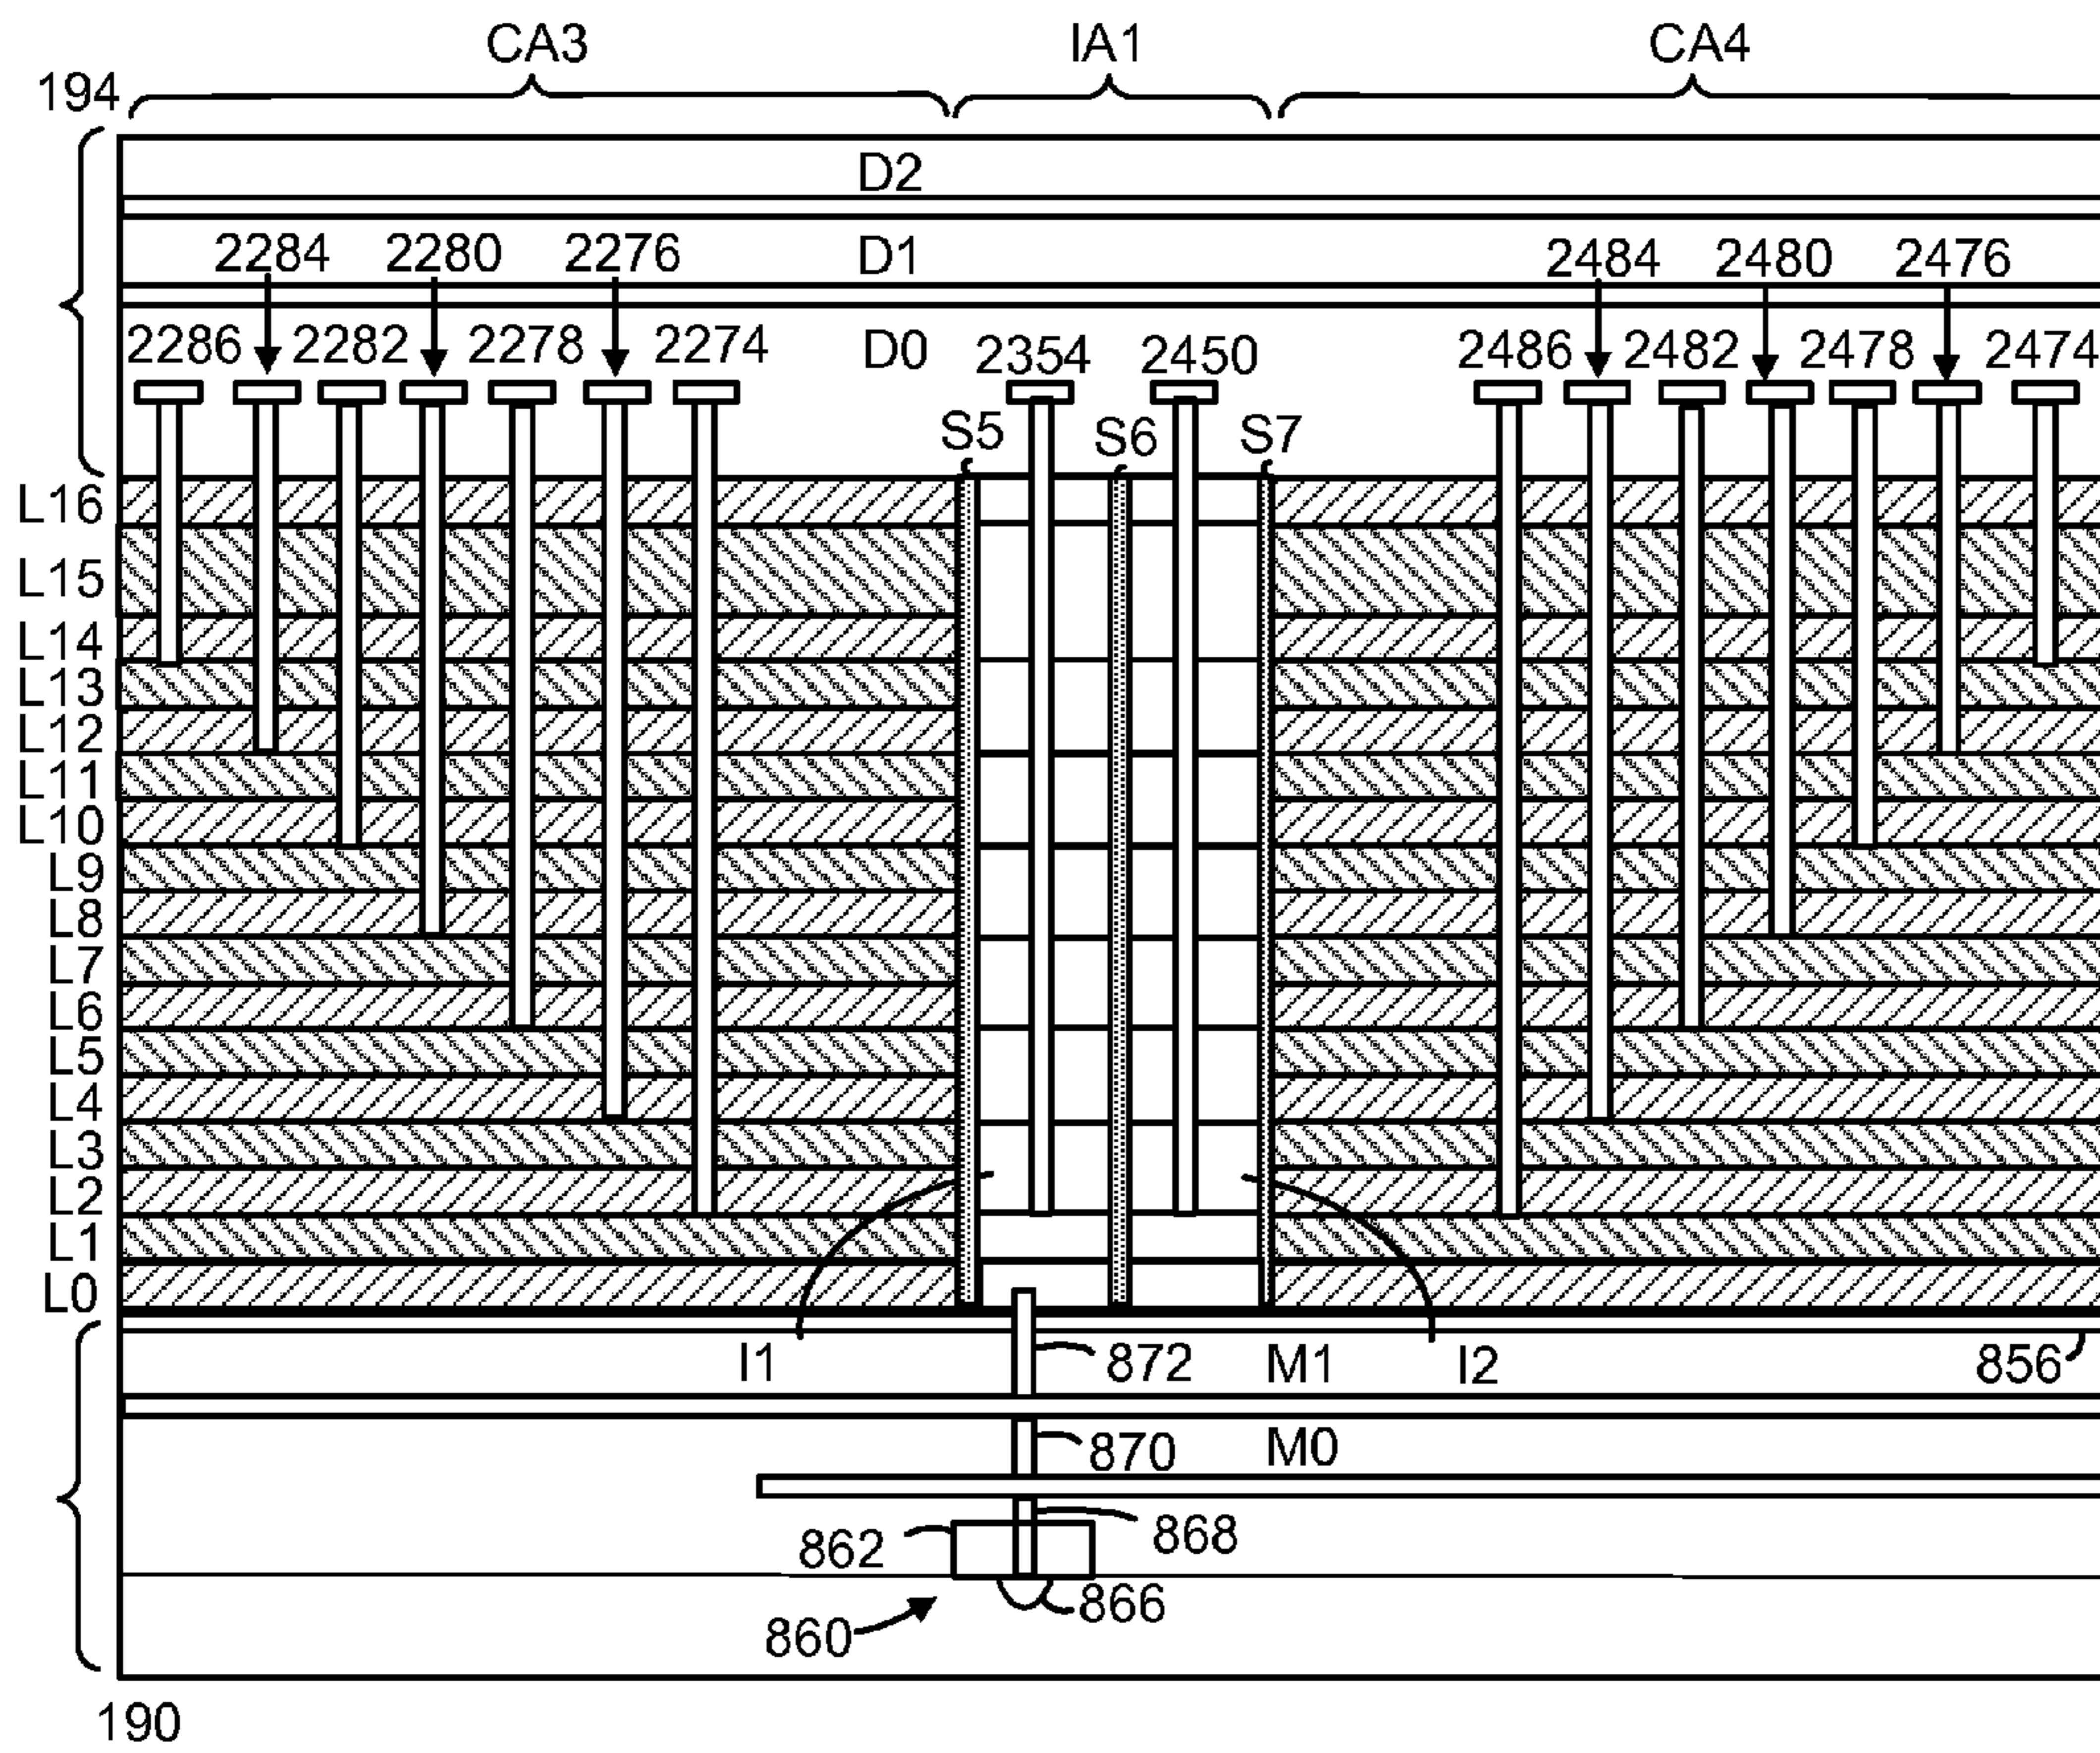 CA3 IA1 CA4
194
D2
2284 2280 2276 D1 2484 2480 2476
2286 2282 2278 2274 D0 2354 2450 2486 2482 2478 2474
S5 S6 S7
L16
L15
L14
L13
L12
L11
L10
L9
L8
L7
L6
L5
L4
L3
L2
L1
L0
I1 872 M1 I2 856
870 M0
862 868
860 866
190